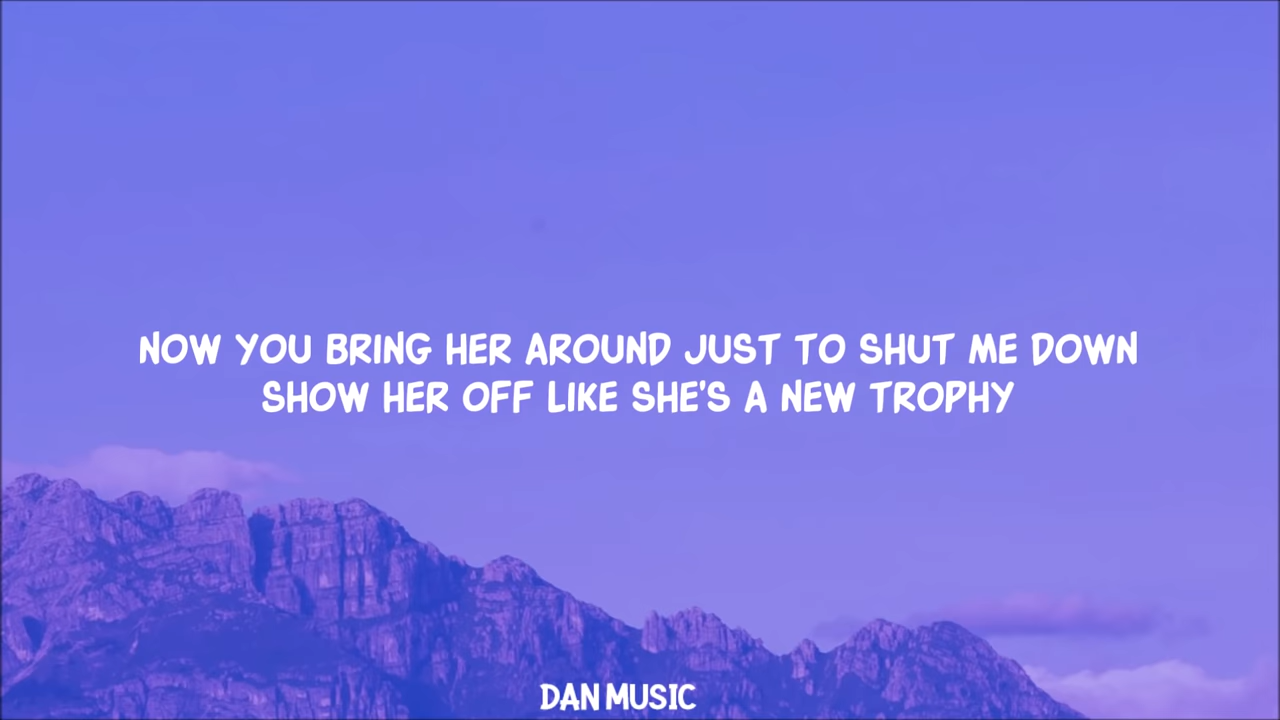 NOW YOU BRING HER AROUND JUST TO SHUT ME DOWN
SHOW HER OFF LIKE SHE'S A NEW TROPHY
DAN MUSIC